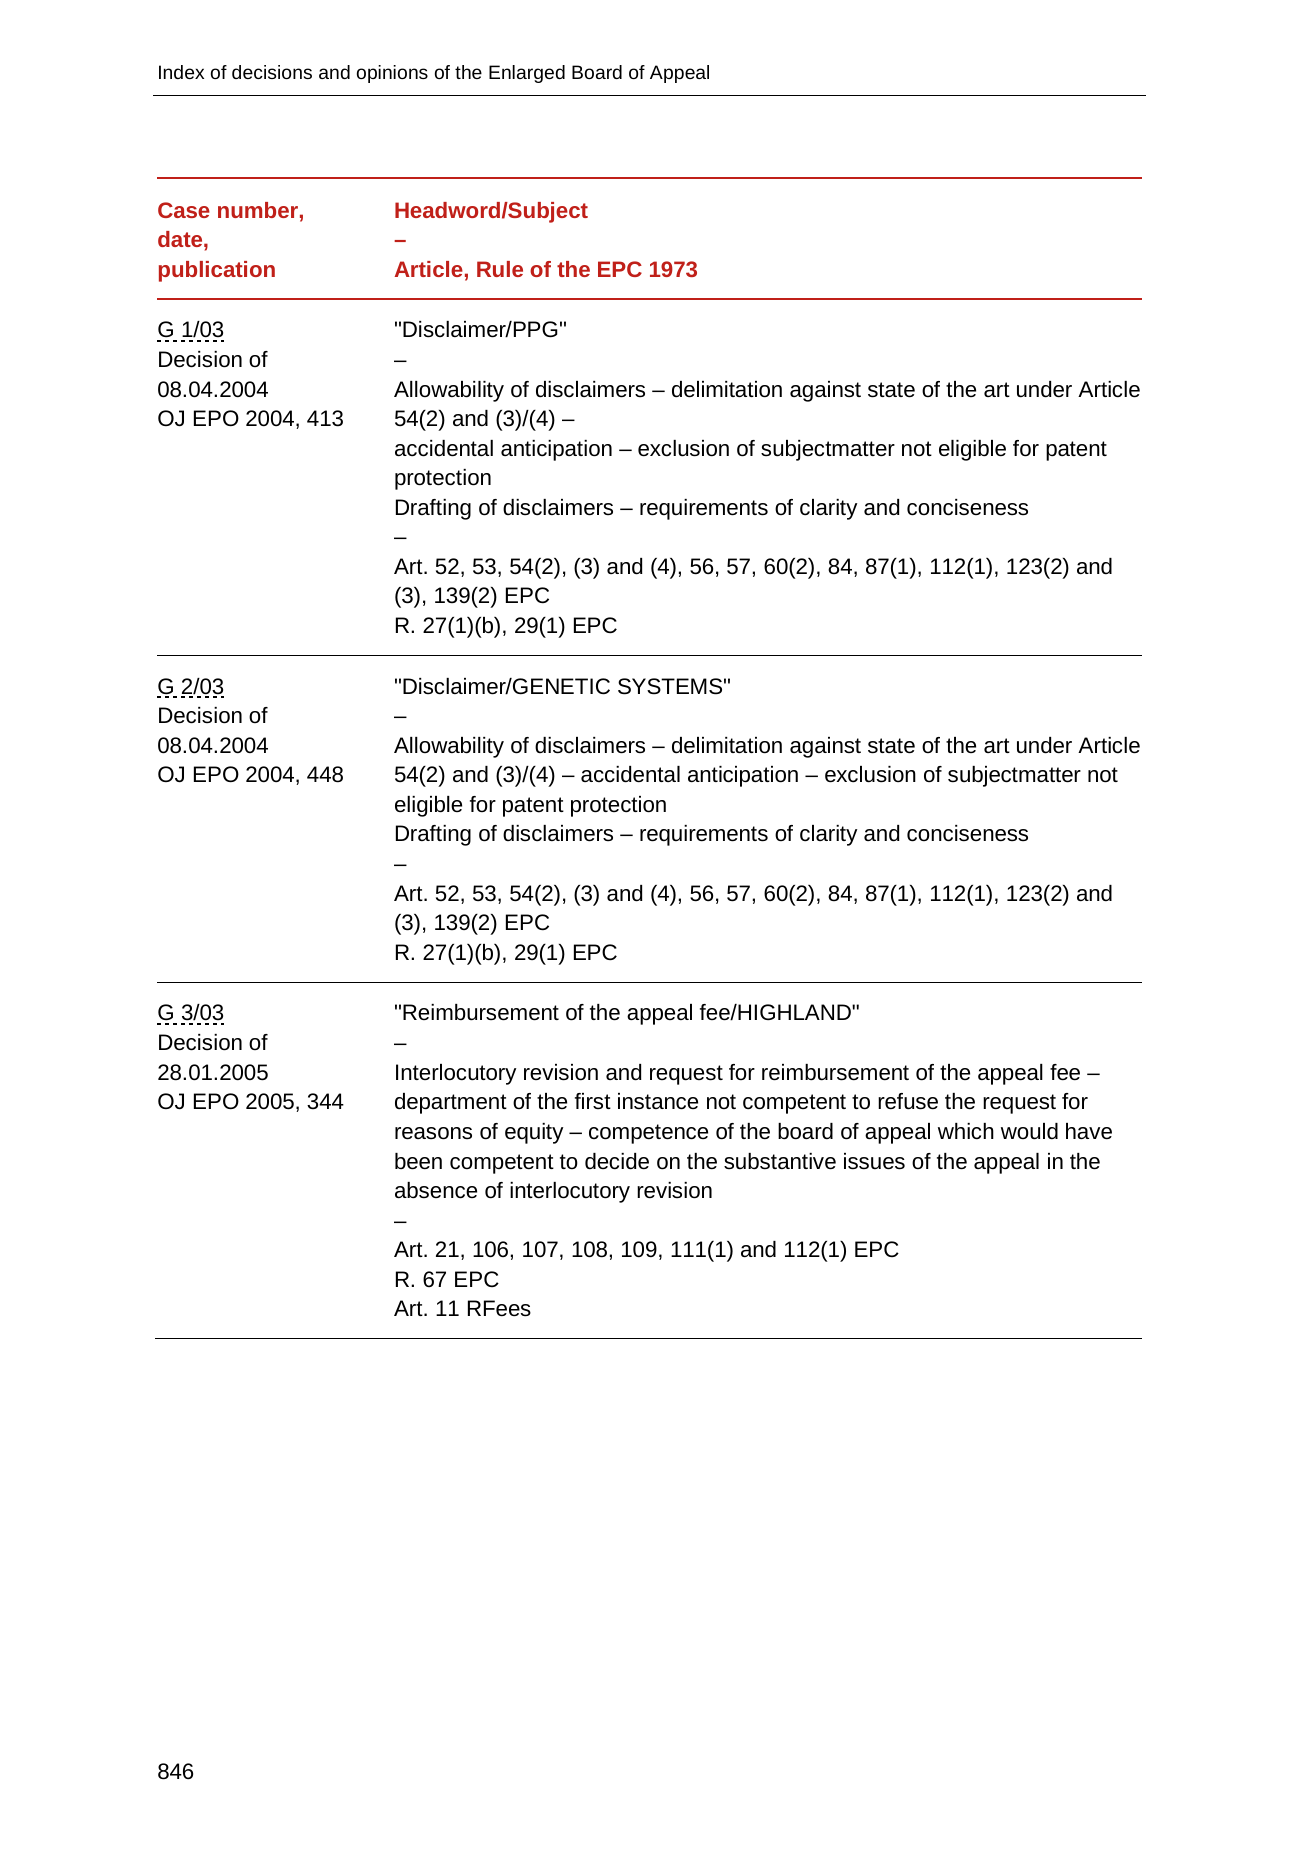 Index of decisions and opinions of the Enlarged Board of Appeal
Case number,
date,
publication
Headword/Subject
–
Article, Rule of the EPC 1973
G 1/03
Decision of
08.04.2004
OJ EPO 2004, 413
"Disclaimer/PPG"
–
Allowability of disclaimers – delimitation against state of the art under Article
54(2) and (3)/(4) –
accidental anticipation – exclusion of subjectmatter not eligible for patent
protection
Drafting of disclaimers – requirements of clarity and conciseness
–
Art. 52, 53, 54(2), (3) and (4), 56, 57, 60(2), 84, 87(1), 112(1), 123(2) and
(3), 139(2) EPC
R. 27(1)(b), 29(1) EPC
G 2/03
Decision of
08.04.2004
OJ EPO 2004, 448
"Disclaimer/GENETIC SYSTEMS"
–
Allowability of disclaimers – delimitation against state of the art under Article
54(2) and (3)/(4) – accidental anticipation – exclusion of subjectmatter not
eligible for patent protection
Drafting of disclaimers – requirements of clarity and conciseness
–
Art. 52, 53, 54(2), (3) and (4), 56, 57, 60(2), 84, 87(1), 112(1), 123(2) and
(3), 139(2) EPC
R. 27(1)(b), 29(1) EPC
G 3/03
Decision of
28.01.2005
OJ EPO 2005, 344
"Reimbursement of the appeal fee/HIGHLAND"
–
Interlocutory revision and request for reimbursement of the appeal fee –
department of the first instance not competent to refuse the request for
reasons of equity – competence of the board of appeal which would have
been competent to decide on the substantive issues of the appeal in the
absence of interlocutory revision
–
Art. 21, 106, 107, 108, 109, 111(1) and 112(1) EPC
R. 67 EPC
Art. 11 RFees
846